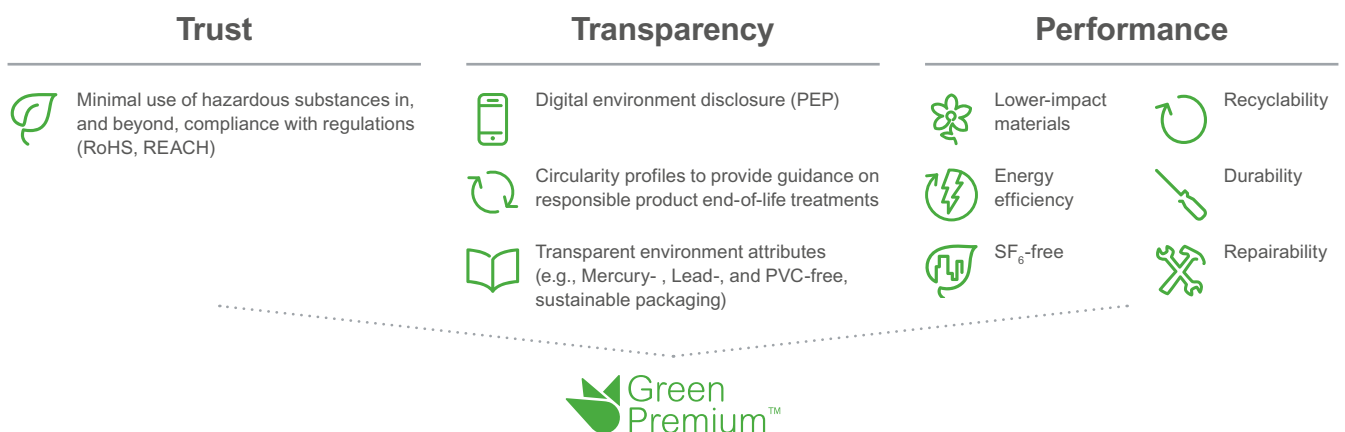 Trust
Minimal use of hazardous substances in,
and beyond, compliance with regulations
(RoHS, REACH)
Transparency
Digital environment disclosure (PEP)
Circularity profiles to provide guidance on
responsible product end-of-life treatments
Transparent environment attributes
(e.g., Mercury- , Lead-, and PVC-free,
sustainable packaging)
Performance
Lower-impact
materials
Recyclability
Energy
efficiency
Durability
SF₆-free
Repairability
Green
Premium™